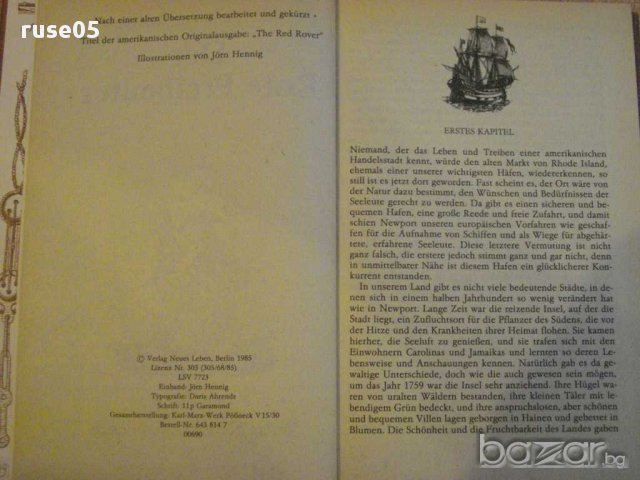 ruse05
Nach einer alten Übersetzung bearbeitet und gekürzt •
Titel der amerikanischen Originalausgabe: „The Red Rover“
Illustrationen von Jörn Hennig
© Verlag Neues Leben, Berlin 1985
Lizenz Nr. 303 (305/68/85)
LSV 7723
Einband: Jörn Hennig
Typografie: Doris Ahrends
Schrift: 11p Garamond
Gesamtherstellung: Karl-Marx-Werk Pößneck V 15/30
Bestell-Nr. 643 814 7
00690
ERSTES KAPITEL
Niemand, der das Leben und Treiben einer amerikanischen
Handelsstadt kennt, würde den alten Markt von Rhode Island,
ehemals einer unserer wichtigsten Häfen, wiedererkennen, so
still ist es jetzt dort geworden. Fast scheint es, der Ort wäre von
der Natur dazu bestimmt, den Wünschen und Bedürfnissen der
Seeleute gerecht zu werden. Da gibt es einen sicheren und be-
quemen Hafen, eine große Reede und freie Zufahrt, und damit
schien Newport unseren europäischen Vorfahren wie geschaf-
fen für die Aufnahme von Schiffen und als Wiege für abgehär-
tete, erfahrene Seeleute. Diese letztere Vermutung ist nicht
ganz falsch, die erstere jedoch stimmt ganz und gar nicht, denn
in unmittelbarer Nähe ist diesem Hafen ein glücklicherer Kon-
kurrent entstanden.
In unserem Land gibt es nicht viele bedeutende Städte, in de-
nen sich in einem halben Jahrhundert so wenig verändert hat
wie in Newport. Lange Zeit war die reizende Insel, auf der die
Stadt liegt, ein Zufluchtsort für die Pflanzer des Südens, die vor
der Hitze und den Krankheiten ihrer Heimat flohen. Sie kamen
hierher, die Seeluft zu genießen, und sie trafen sich mit den
Einwohnern Carolinas und Jamaikas und lernten so deren
Lebensweise und Anschauungen kennen. Natürlich gab es da ge-
waltige Unterschiede, doch wie die auch gewesen sein mögen,
um das Jahr 1759 war die Insel sehr anziehend. Ihre Hügel wa-
ren von uralten Wäldern bestanden, ihre kleinen Täler mit le-
bendigem Grün bedeckt, und ihre anspruchslosen, aber schönen
und bequemen Villen lagen geborgen in Hainen und gebettet in
Blumen. Die Schönheit und die Fruchtbarkeit des Landes gaben
bazar.bg